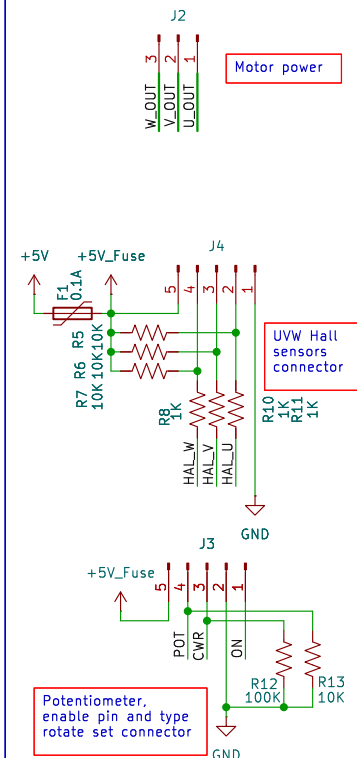 J2
3
2
1
W_OUT
V_OUT
U_OUT
Motor power
J4
+5V
+5V_Fuse
F1
0.1A
5
4
3
2
1
R5
10K
R6
10K
R7
10K
UVW Hall
sensors
connector
R8
1K
R10
1K
R11
1K
HAL_W
HAL_V
HAL_U
GND
J3
+5V_Fuse
5
4
3
2
1
POT
CWR
ON
R12
100K
R13
10K
Potentiometer,
enable pin and type
rotate set connector
GND